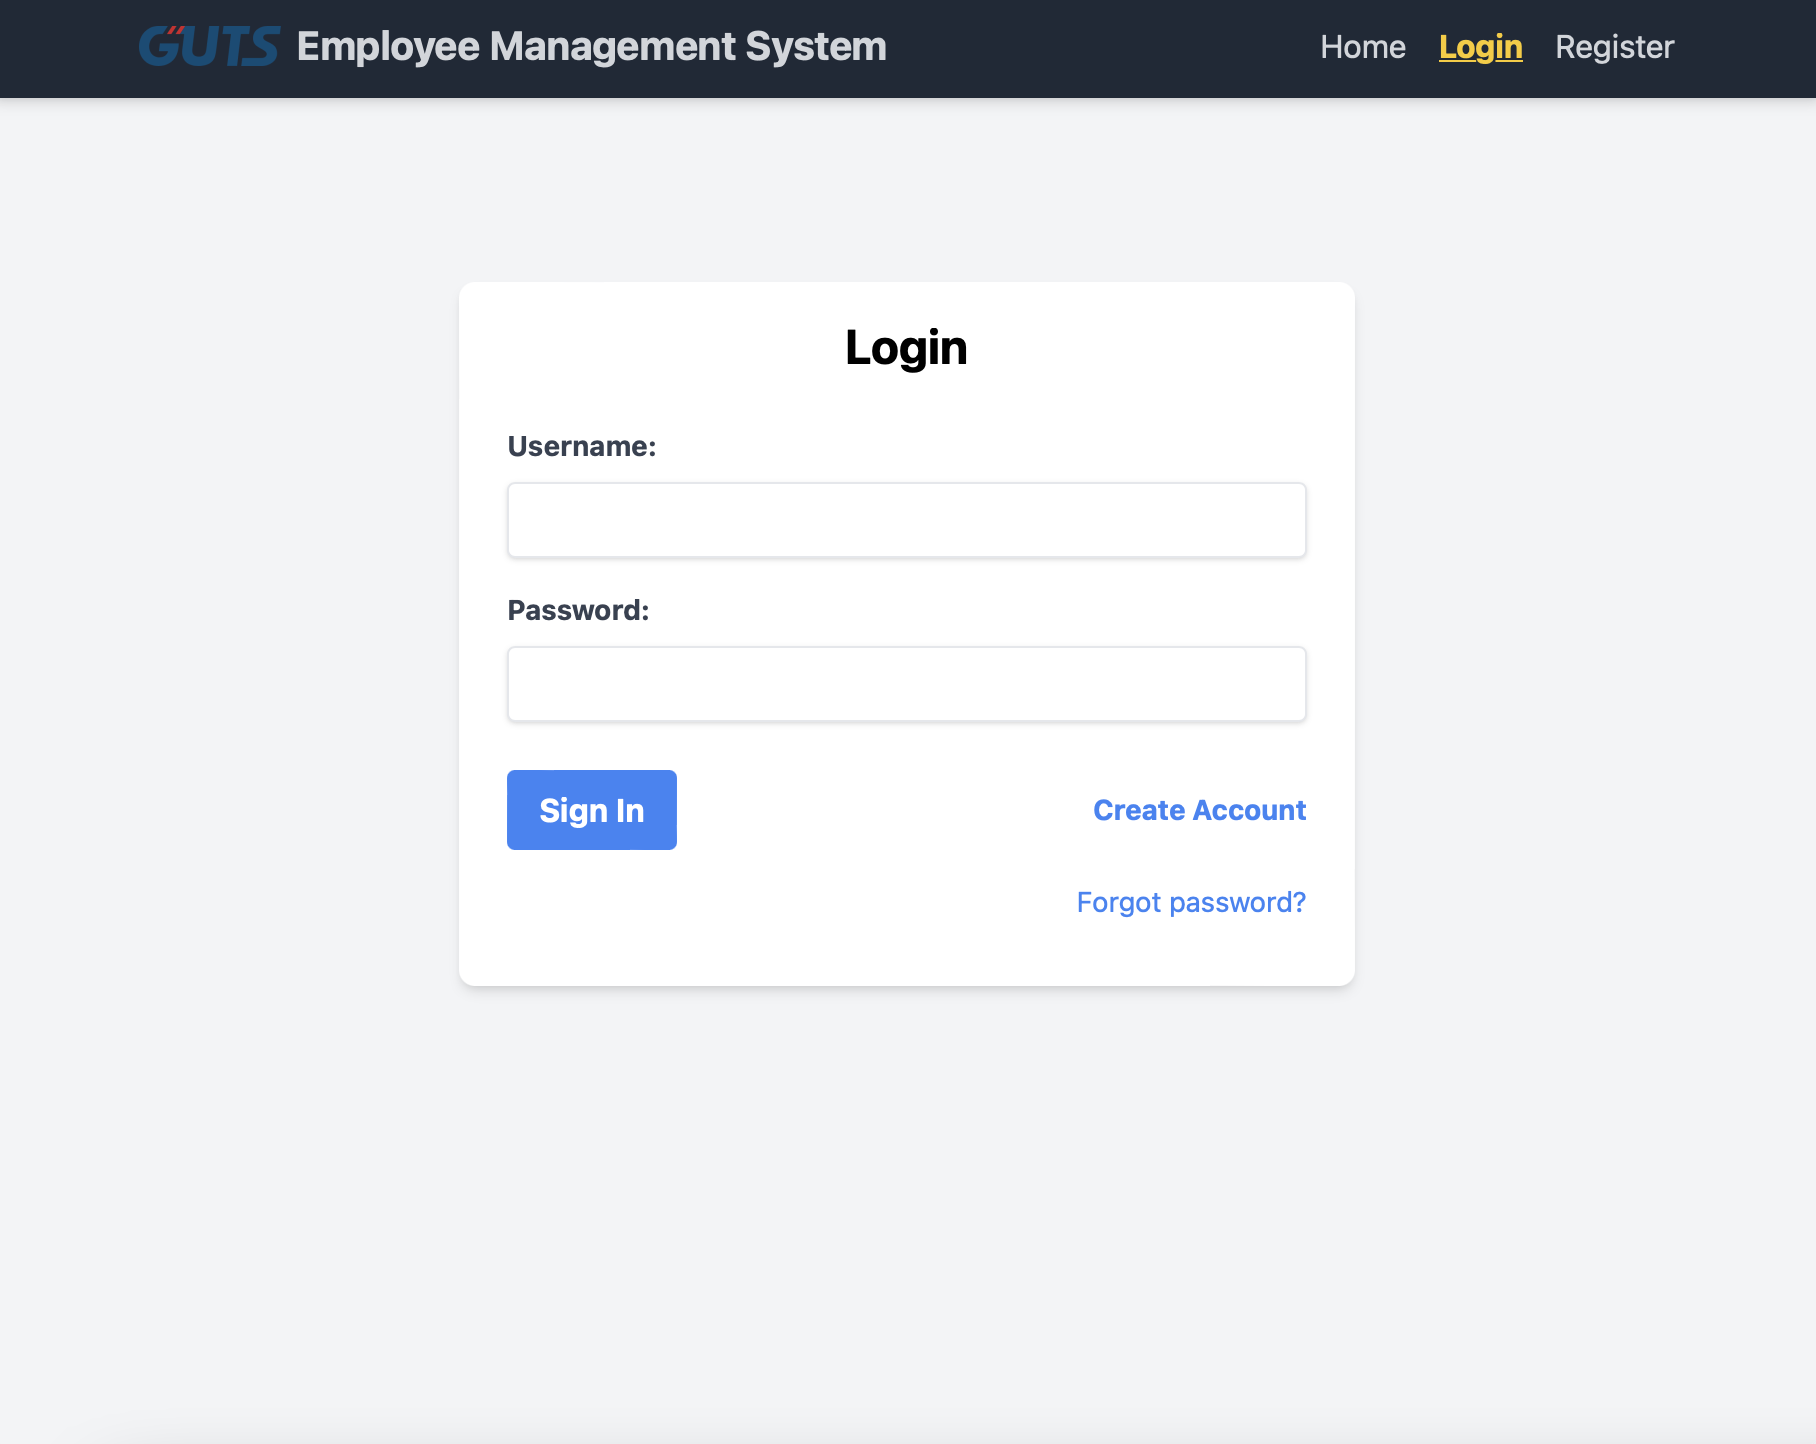 GUTS Employee Management System
Home Login Register
Login
Username:
Password:
Sign In
Create Account
Forgot password?